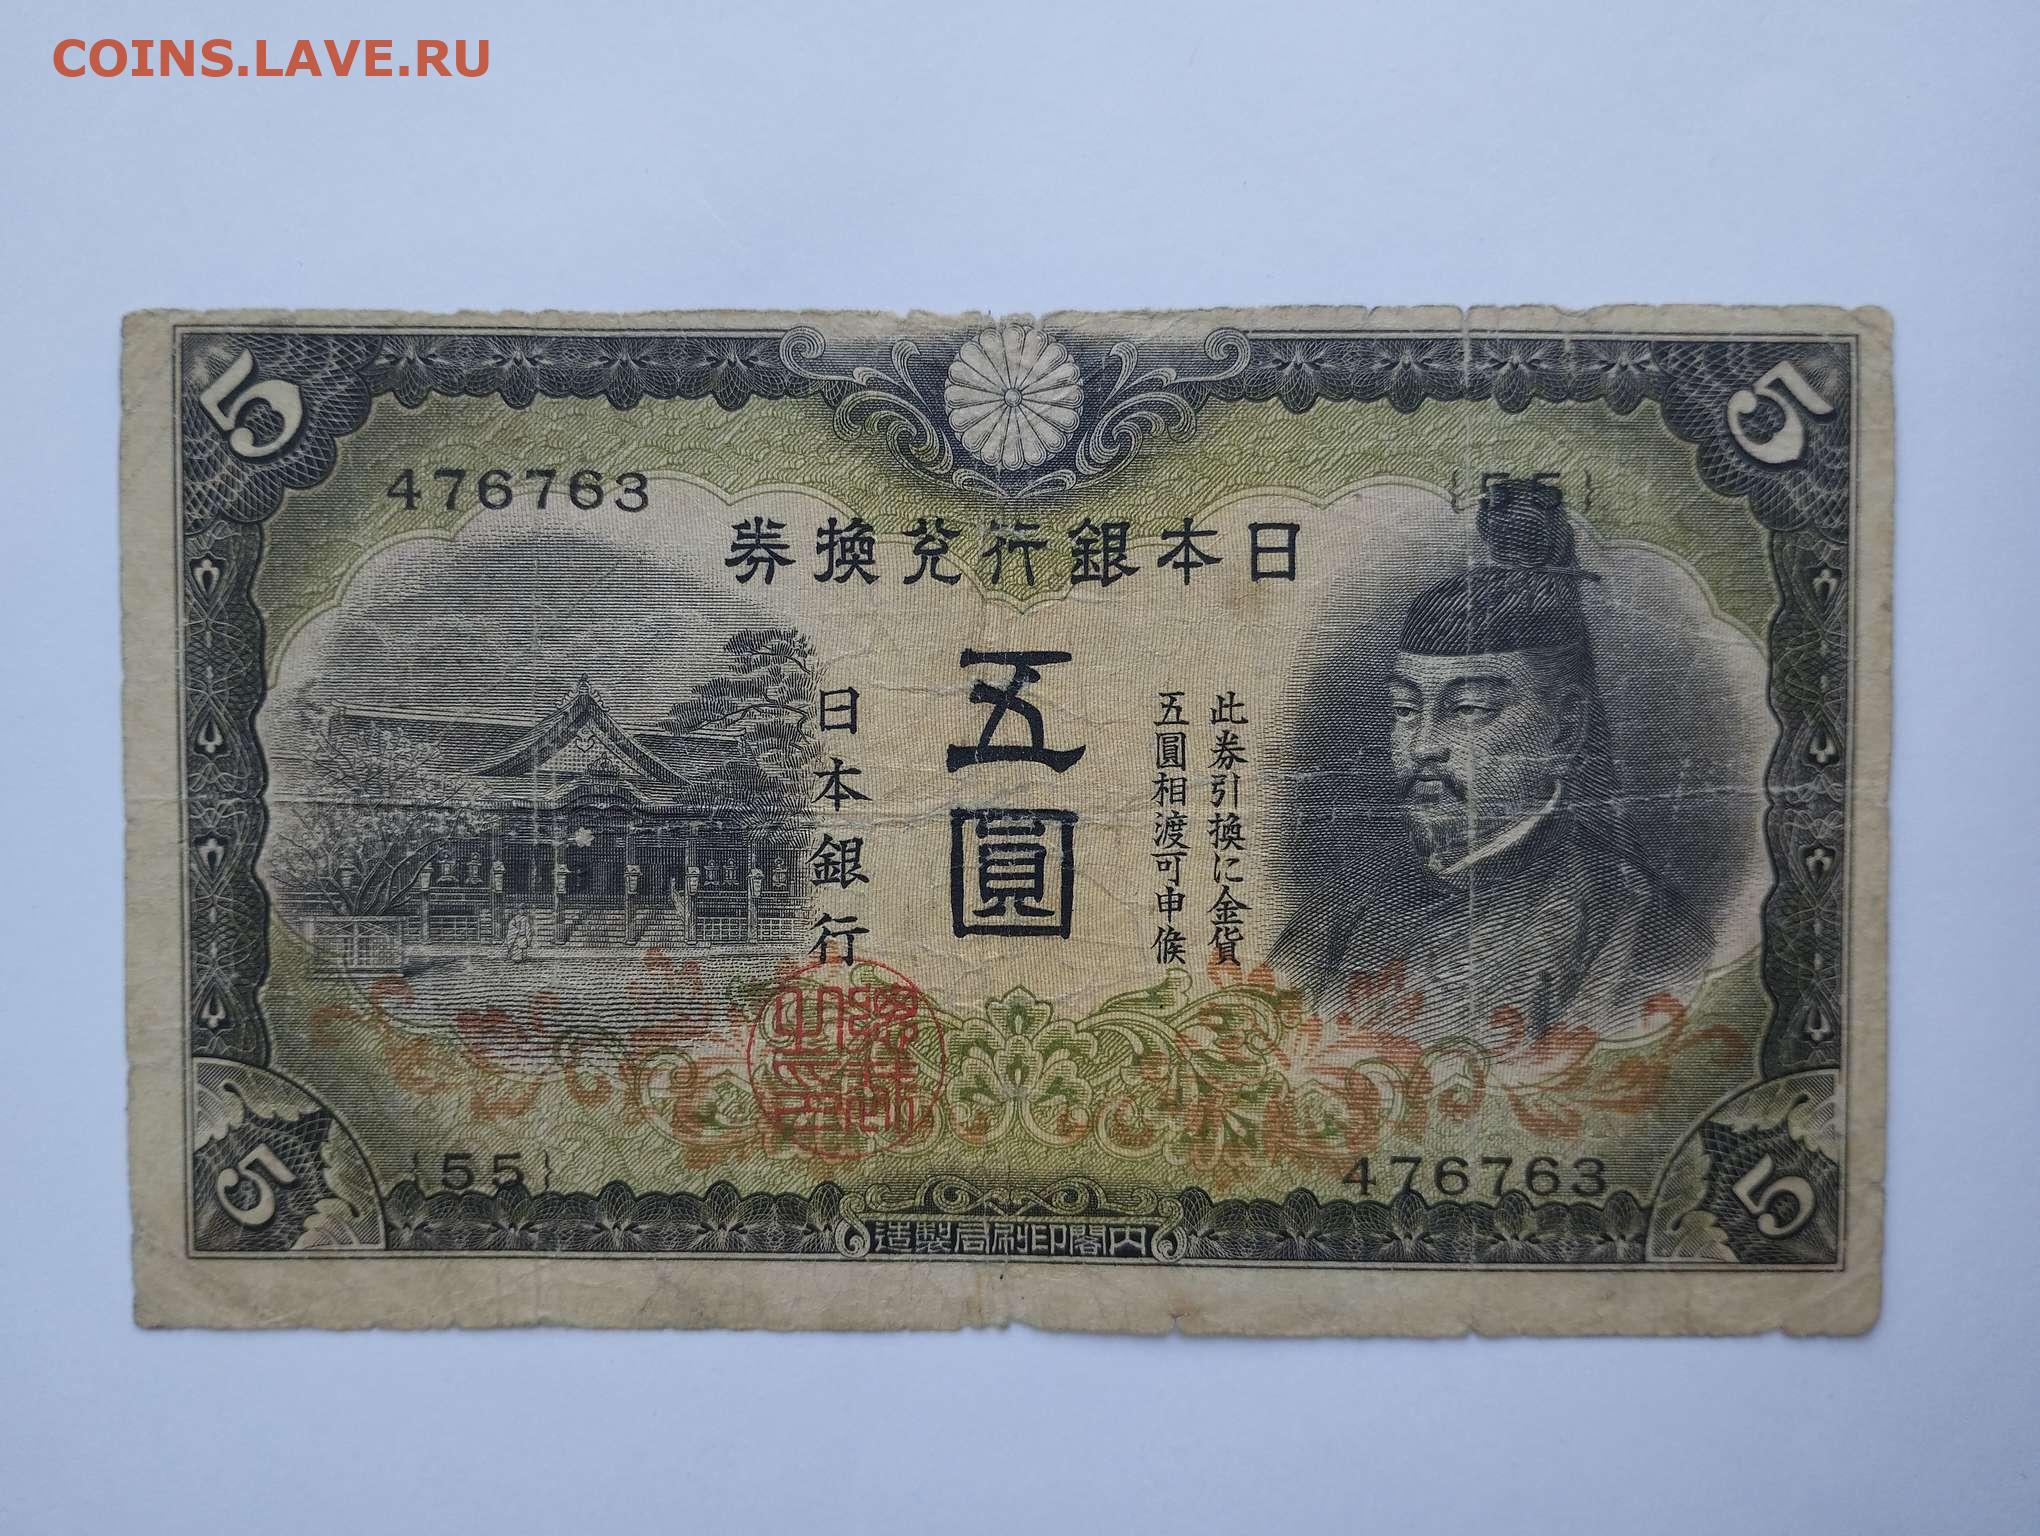 COINS.LAVE.RU
5
5
476763
{55}
日本銀行兌換券
五圓
日本銀行
此券引換に金貨
五圓相渡可申候
{55}
476763
5
5
内閣印刷局製造